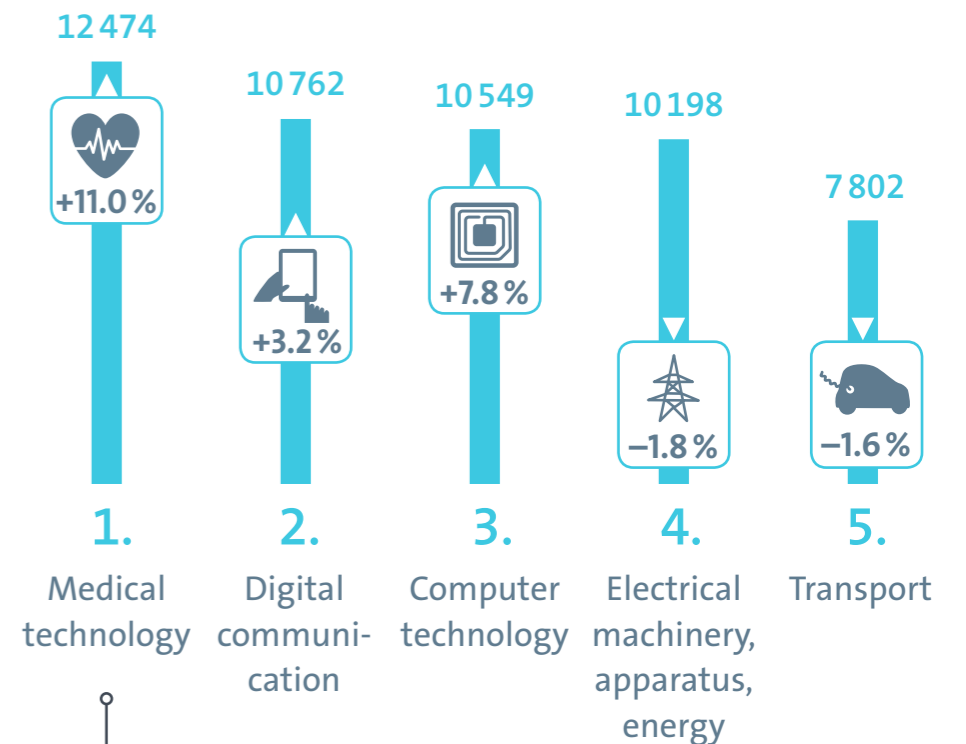 12 474
10 762
10 549
10 198
7 802
+11.0 %
+3.2 %
+7.8 %
–1.8 %
–1.6 %
1.
2.
3.
4.
5.
Medical
technology
Digital
communi-
cation
Computer
technology
Electrical
machinery,
apparatus,
energy
Transport